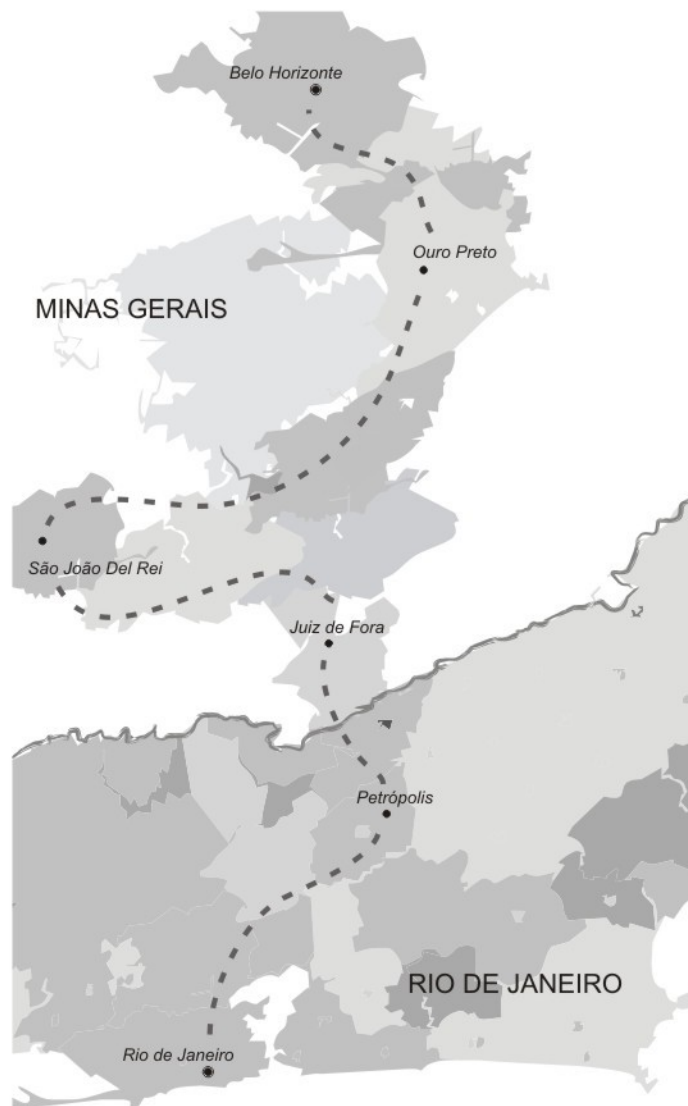 Belo Horizonte
Ouro Preto
MINAS GERAIS
São João Del Rei
Juiz de Fora
Petrópolis
RIO DE JANEIRO
Rio de Janeiro